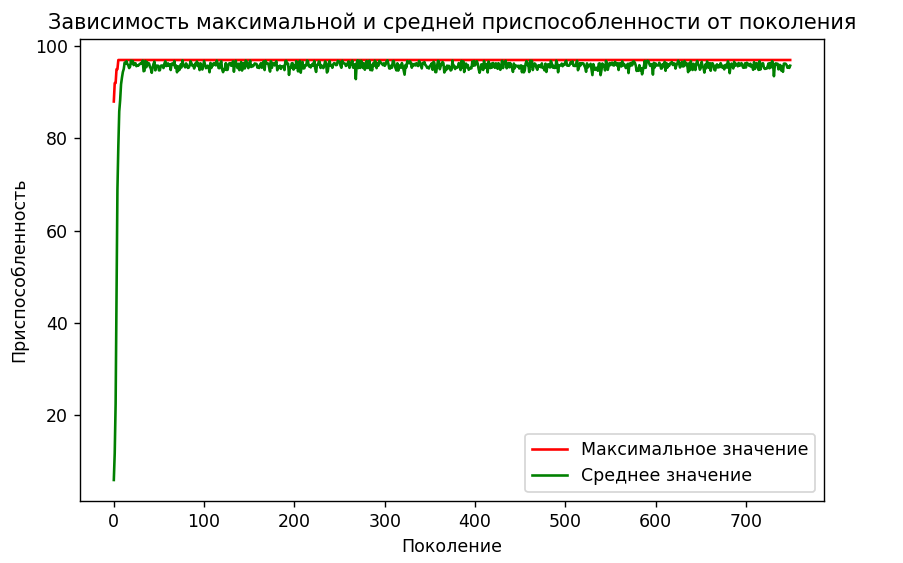 Зависимость максимальной и средней приспособленности от поколения
100
80
60
40
20
Приспособленность
0 100 200 300 400 500 600 700
Поколение
Максимальное значение
Среднее значение